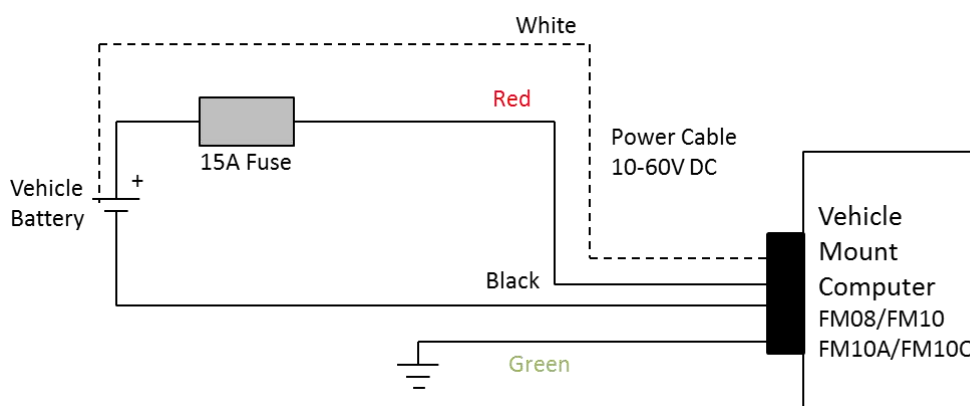 White
Red
15A Fuse
Power Cable
10-60V DC
+
Vehicle
Battery
Black
Green
Vehicle
Mount
Computer
FM08/FM10
FM10A/FM10C